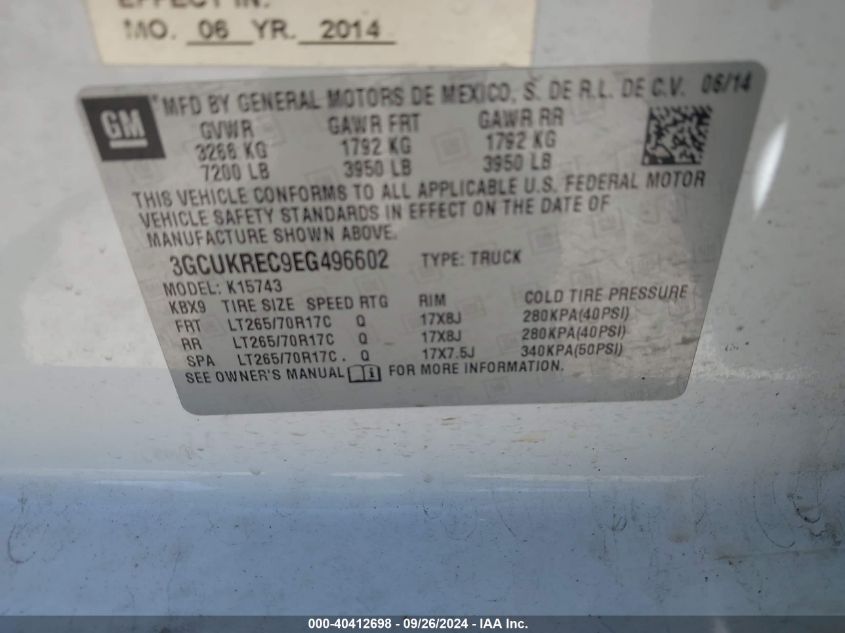 EFFECT IN:
MO. 06 YR. 2014
GM
MFD BY GENERAL MOTORS DE MEXICO, S. DE R.L. DE C.V. 06/14
GVWR GAWR FRT GAWR RR
3266 KG 1792 KG 1792 KG
7200 LB 3950 LB 3950 LB
THIS VEHICLE CONFORMS TO ALL APPLICABLE U.S. FEDERAL MOTOR
VEHICLE SAFETY STANDARDS IN EFFECT ON THE DATE OF
MANUFACTURE SHOWN ABOVE.
3GCUKREC9EG496602 TYPE: TRUCK
MODEL: K15743
KBX9 TIRE SIZE SPEED RTG RIM COLD TIRE PRESSURE
FRT LT265/70R17C Q 17X8J 280KPA(40PSI)
RR LT265/70R17C Q 17X8J 280KPA(40PSI)
SPA LT265/70R17C . Q 17X7.5J 340KPA(50PSI)
SEE OWNER'S MANUAL FOR MORE INFORMATION.
000-40412698 - 09/26/2024 - IAA Inc.